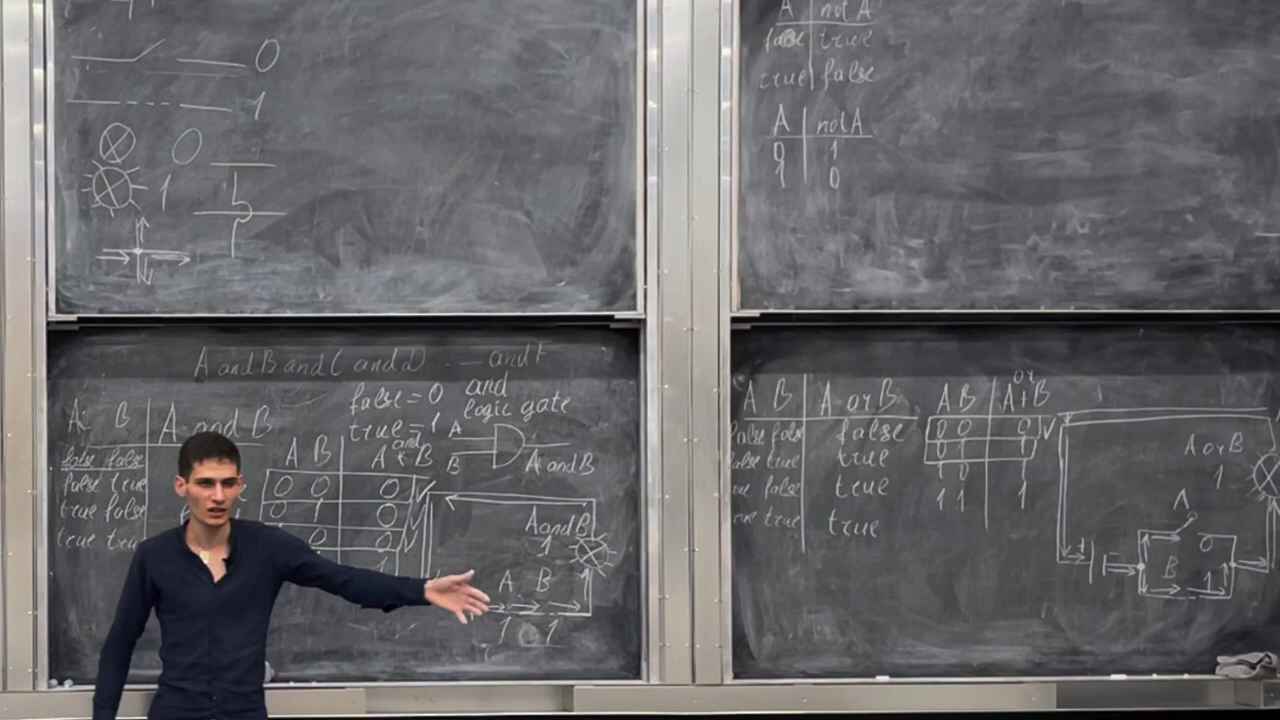 0
1
0
1
A and B and C and d ... and F
false = 0 and
true = 1 logic gate
A B A and B
false false
false true
true false
true
and
A B A * B
0 0 0
0 1 0
0 0
A
B
A and B
A and B
1
A B
1 1
A not A
false true
true false
A not A
0 1
1 0
A B A or B
false false false
false true true
true false true
true true true
or
A B A+B
0 0 0
0 1 1
1 0 1
1 1 1
A or B
1
A
0
B 1